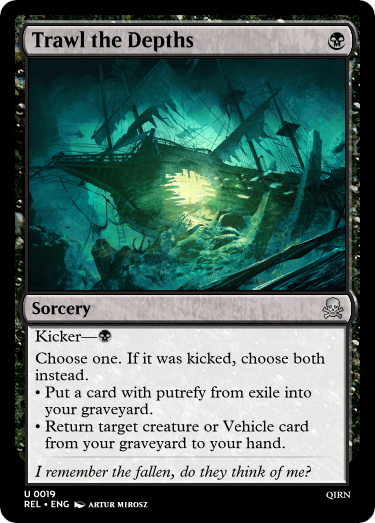 Trawl the Depths
Sorcery
Kicker—
Choose one. If it was kicked, choose both
instead.
• Put a card with putrefy from exile into
your graveyard.
• Return target creature or Vehicle card
from your graveyard to your hand.
I remember the fallen, do they think of me?
U 0019
REL • ENG ARTUR MIROSZ
QIRN